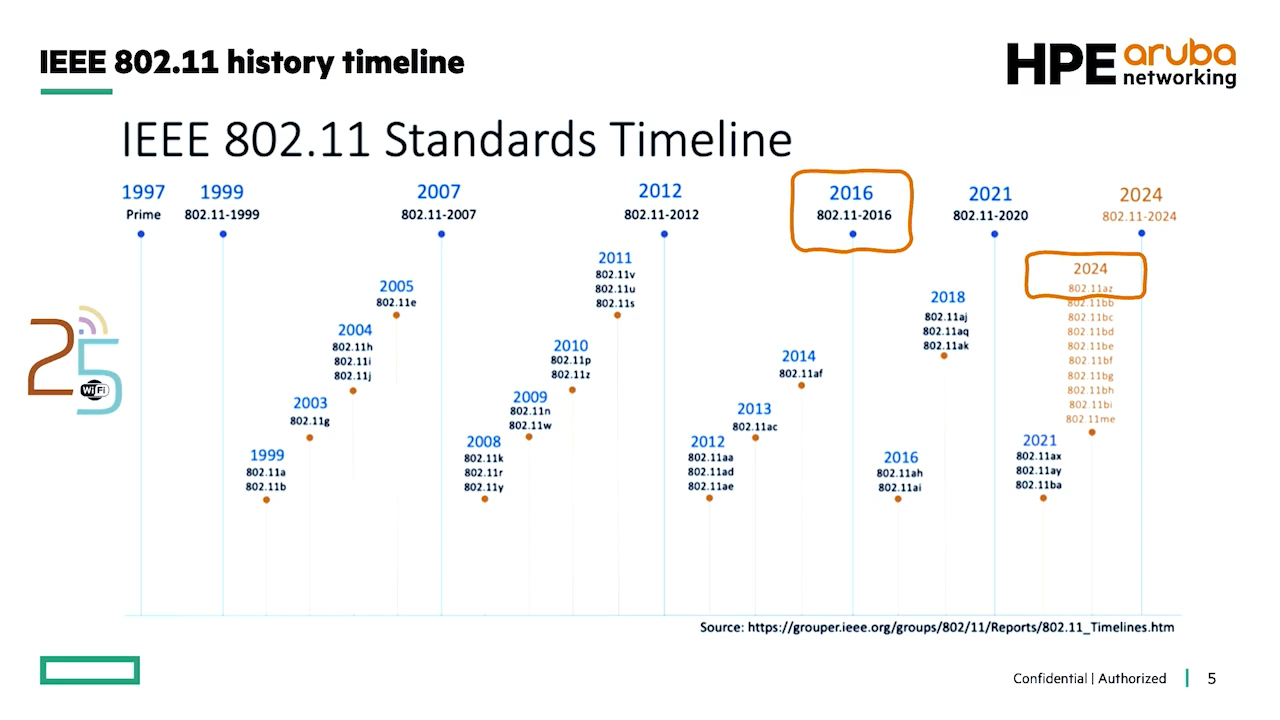 IEEE 802.11 history timeline
HPE aruba networking
IEEE 802.11 Standards Timeline
1997
Prime
1999
802.11-1999
2007
802.11-2007
2012
802.11-2012
2016
802.11-2016
2021
802.11-2020
2024
802.11-2024
1999
802.11a
802.11b
2003
802.11g
2004
802.11h
802.11i
802.11j
2005
802.11e
2008
802.11k
802.11r
802.11y
2009
802.11n
802.11w
2010
802.11p
802.11z
2011
802.11v
802.11u
802.11s
2012
802.11aa
802.11ad
802.11ae
2013
802.11ac
2014
802.11af
2016
802.11ah
802.11ai
2018
802.11aj
802.11aq
802.11ak
2021
802.11ax
802.11ay
802.11ba
2024
802.11az
802.11bb
802.11bc
802.11bd
802.11be
802.11bf
802.11bg
802.11bh
802.11bi
802.11me
25
WiFi
Source: https://grouper.ieee.org/groups/802/11/Reports/802.11_Timelines.htm
Confidential | Authorized
5